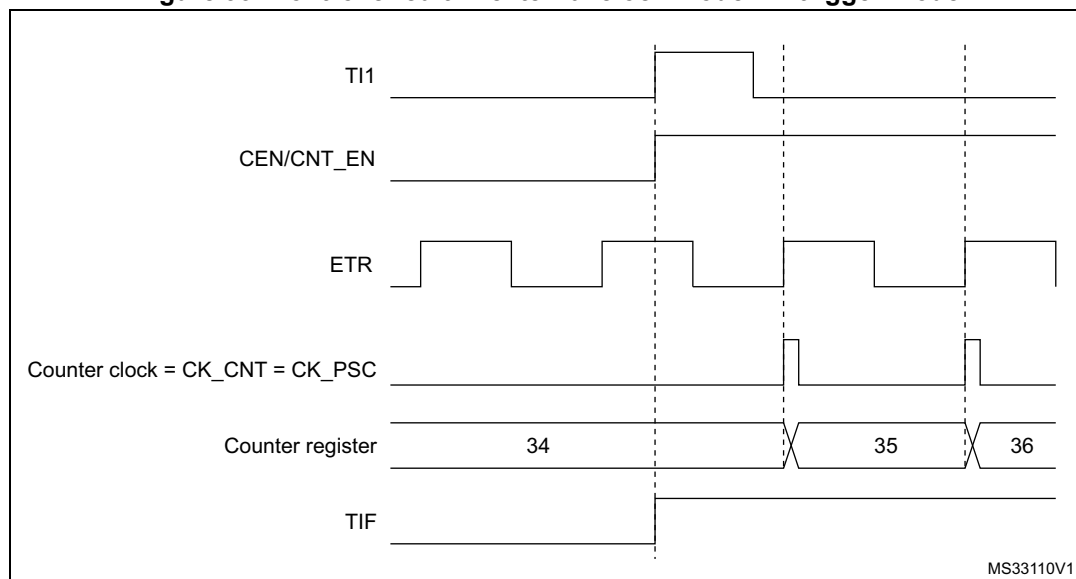 TI1
CEN/CNT_EN
ETR
Counter clock = CK_CNT = CK_PSC
Counter register 34 35 36
TIF
MS33110V1